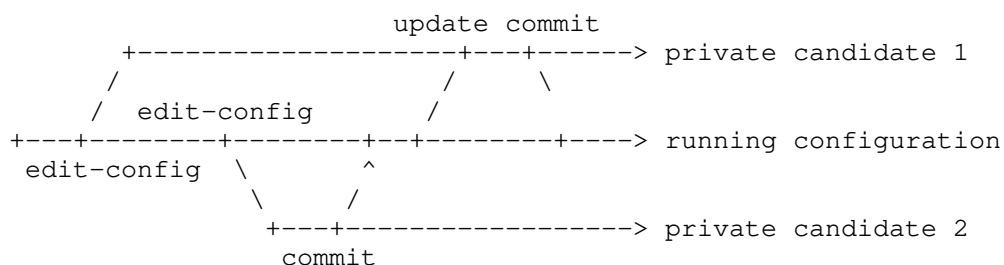 update commit
       +---------------------+---+------> private candidate 1
      /                     /     \
     /  edit-config        /
+---+--------+---------+--+--------+----> running configuration
 edit-config  \        ^
               \      /
                +---+------------------> private candidate 2
                 commit